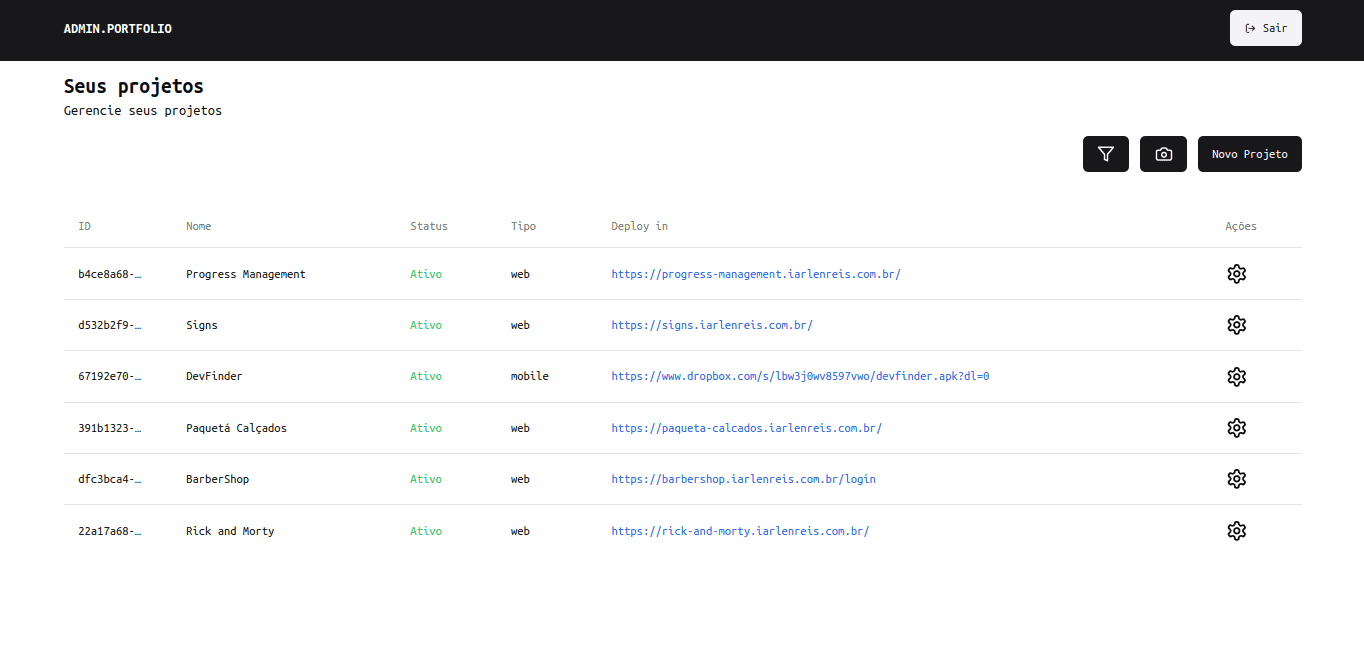 ADMIN.PORTFOLIO Sair
Seus projetos
Gerencie seus projetos
Novo Projeto
ID Nome Status Tipo Deploy in Ações
b4ce8a68-… Progress Management Ativo web https://progress-management.iarlenreis.com.br/
d532b2f9-… Signs Ativo web https://signs.iarlenreis.com.br/
67192e70-… DevFinder Ativo mobile https://www.dropbox.com/s/lbw3j0wv8597vwo/devfinder.apk?dl=0
391b1323-… Paquetá Calçados Ativo web https://paqueta-calcados.iarlenreis.com.br/
dfc3bca4-… BarberShop Ativo web https://barbershop.iarlenreis.com.br/login
22a17a68-… Rick and Morty Ativo web https://rick-and-morty.iarlenreis.com.br/